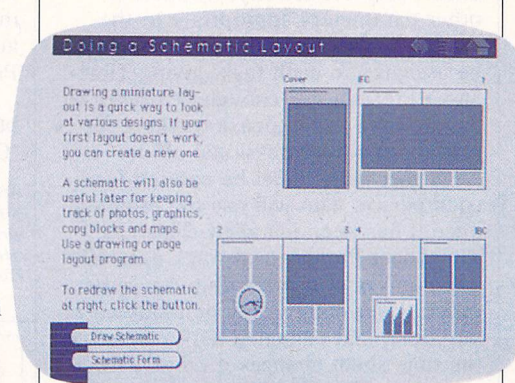 Doing a Schematic Layout
Drawing a miniature lay-
out is a quick way to look
at various designs. If your
first layout doesn't work,
you can create a new one.
A schematic will also be
useful later for keeping
track of photos, graphics,
copy blocks and maps.
Use a drawing or page
layout program.
To redraw the schematic
at right, click the button.
Draw Schematic
Schematic Form
Cover
IFC
1
2
3
4
IBC